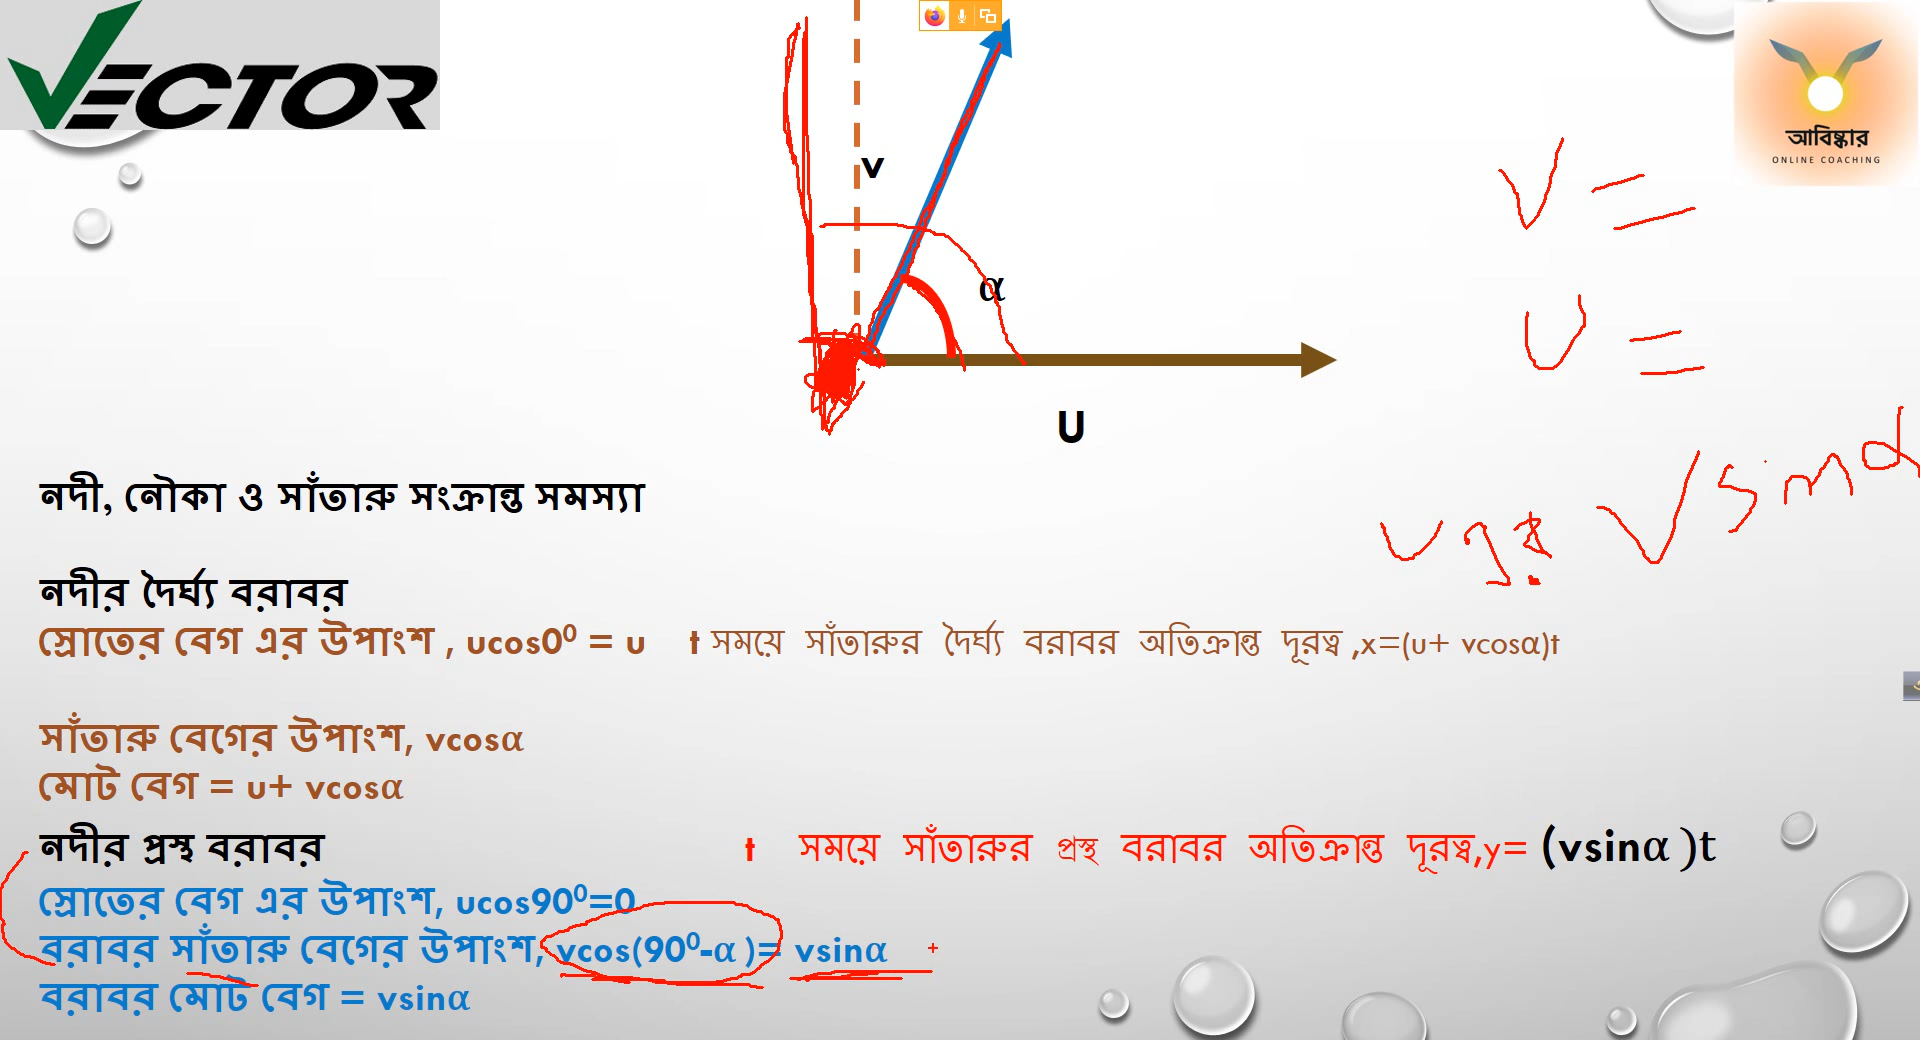 VECTOR
আবিষ্কার
ONLINE COACHING
v
α
U
V =
U =
V sinα
নদী, নৌকা ও সাঁতারু সংক্রান্ত সমস্যা
নদীর দৈর্ঘ্য বরাবর
স্রোতের বেগ এর উপাংশ , ucos0⁰ = u t সময়ে সাঁতারুর দৈর্ঘ্য বরাবর অতিক্রান্ত দূরত্ব ,x=(u+ vcosα)t
সাঁতারু বেগের উপাংশ, vcosα
মোট বেগ = u+ vcosα
নদীর প্রস্থ বরাবর t সময়ে সাঁতারুর প্রস্থ বরাবর অতিক্রান্ত দূরত্ব,y= (vsinα )t
স্রোতের বেগ এর উপাংশ, ucos90⁰=0
বরাবর সাঁতারু বেগের উপাংশ, vcos(90⁰-α )= vsinα
বরাবর মোট বেগ = vsinα